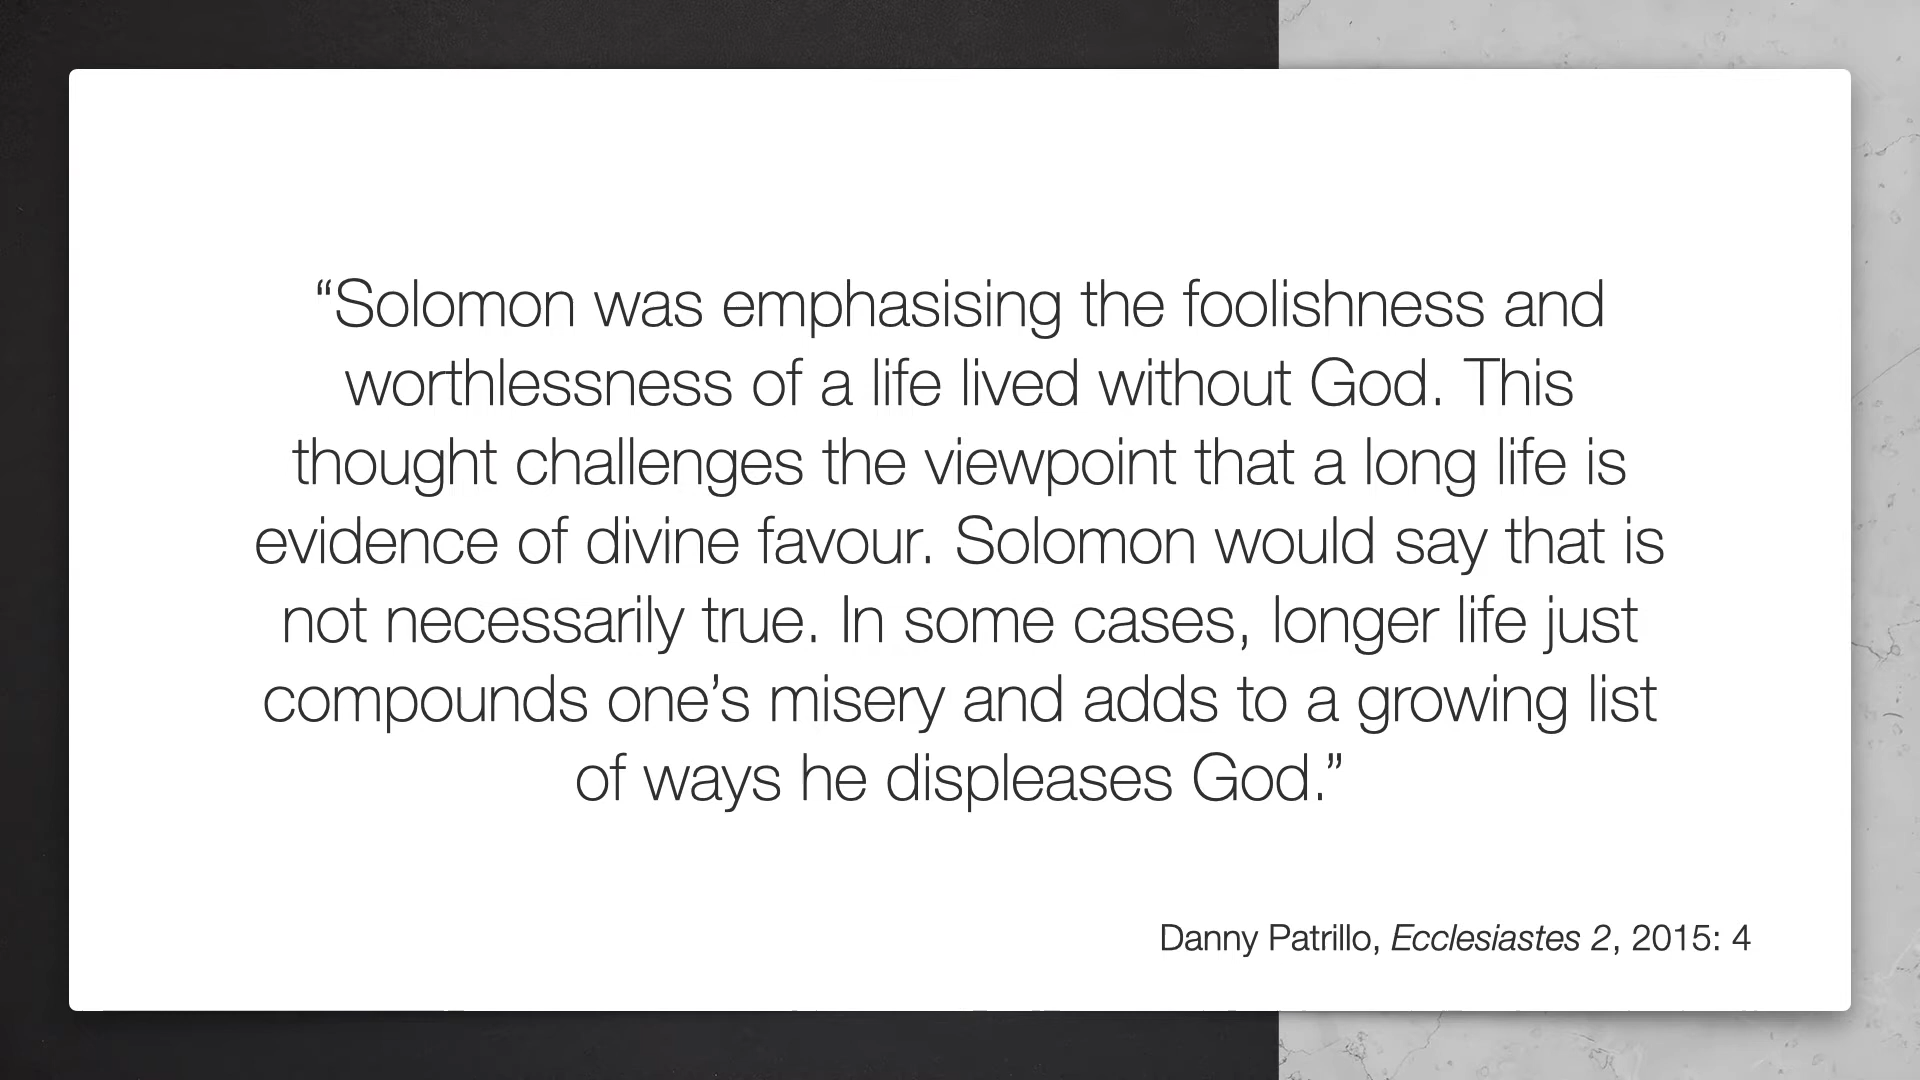 “Solomon was emphasising the foolishness and
worthlessness of a life lived without God. This
thought challenges the viewpoint that a long life is
evidence of divine favour. Solomon would say that is
not necessarily true. In some cases, longer life just
compounds one’s misery and adds to a growing list
of ways he displeases God.”
Danny Patrillo, Ecclesiastes 2, 2015: 4